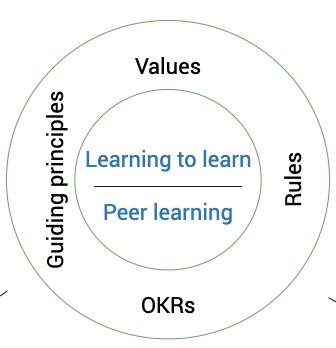 Values
Guiding principles
Learning to learn
Peer learning
Rules
OKRs